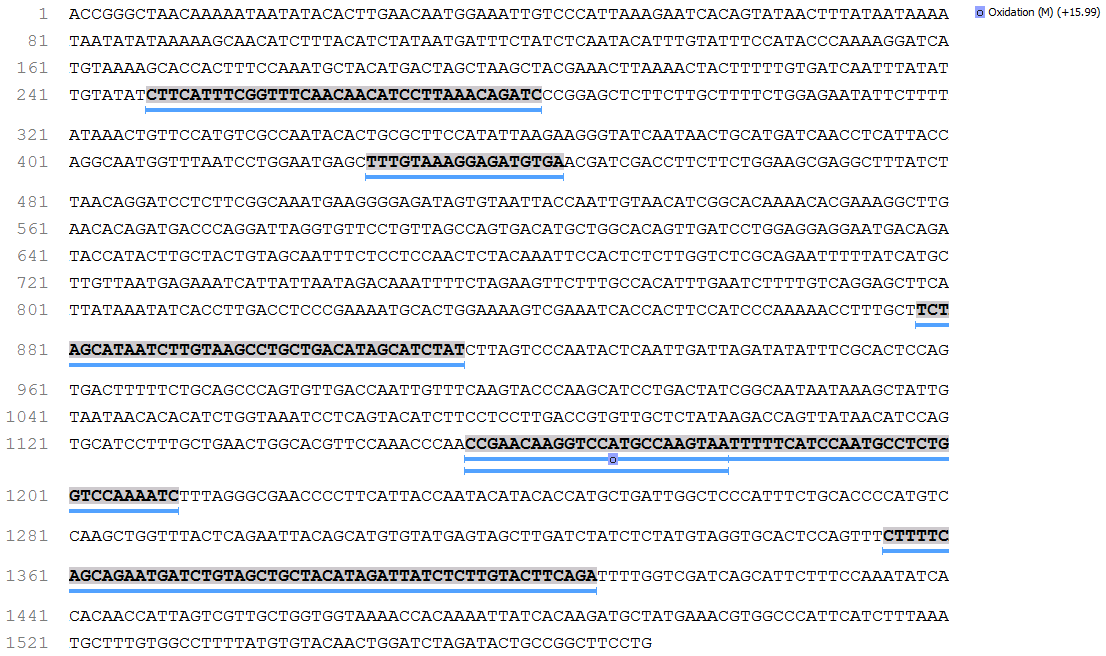 1 ACCGGGCTAACAAAAATAATATACACTTGAACAATGGAAATTGTCCCATTAAAGAATCACAGTATAACTTTATAATAAAA
Oxidation (M) (+15.99)
81 TAATATATAAAAAGCAACATCTTTACATCTATAATGATTTCTATCTCAATACATTTGTATTTCCATACCCAAAAGGATCA
161 TGTAAAAGCACCACTTTCCAAATGCTACATGACTAGCTAAGCTACGAAACTTAAAACTACTTTTTGTGATCAATTTATAT
241 TGTATATCTTCATTTCGGTTTCAACAACATCCTTAAACAGATCCCGGAGCTCTTCTTGCTTTTCTGGAGAATATTCTTTT
321 ATAAACTGTTCCATGTCGCCAATACACTGCGCTTCCATATTAAGAAGGGTATCAATAACTGCATGATCAACCTCATTACC
401 AGGCAATGGTTTAATCCTGGAATGAGCTTTGTAAAGGAGATGTGAACGATCGACCTTCTTCTGGAAGCGAGGCTTTATCT
481 TAACAGGATCCTCTTCGGCAAATGAAGGGGAGATAGTGTAATTACCAATTGTAACATCGGCACAAAACACGAAAGGCTTG
561 AACACAGATGACCCAGGATTAGGTGTTCCTGTTAGCCAGTGACATGCTGGCACAGTTGATCCTGGAGGAGGAATGACAGA
641 TACCATACTTGCTACTGTAGCAATTTCTCCTCCAACTCTACAAATTCCACTCTCTTGGTCTCGCAGAATTTTTATCATGC
721 TTGTTAATGAGAAATCATTATTAATAGACAAATTTTCTAGAAGTTCTTTGCCACATTTGAATCTTTTGTCAGGAGCTTCA
801 TTATAAATATCACCTTGACCTCCCGAAAATGCACTGGAAAAGTCGAAATCACCACTTCCATCCCAAAAACCTTTGCTTCT
881 AGCATAATCTTGTAAGCCTGCTGACATAGCATCTATCTTAGTCCCAATACTCAATTGATTAGATATATTTCGCACTCCAG
961 TGACTTTTTCTGCAGCCCAGTGTTGACCAATTGTTTCAAGTACCCAAGCATCCTGACTATCGGCAATAATAAAGCTATTG
1041 TAATAACACACATCTGGTAAATCCTCAGTACATCTTCCTCCTTGACCGTGTTGCTCTATAAGACCAGTTATAACATCCAG
1121 TGCATCCTTTGCTGAACTGGCACGTTCCAAACCCAACCGAACAAGGTCCATGCCAAGTAATTTTTCATCCAATGCCTCTG
1201 GTCCAAAATCTTTAGGGCGAACCCCTTCATTACCAATACATACACCATGCTGATTGGCTCCCATTTCTGCACCCCATGTC
1281 CAAGCTGGTTTACTCAGAATTACAGCATGTGTATGAGTAGCTTGATCTATCTCTATGTAGGTGCACTCCAGTTTCTTTTC
1361 AGCAGAATGATCTGTAGCTGCTACATAGATTATCTCTTGTACTTCAGATTTTGGTCGATCAGCATTCTTTCCAAATATCA
1441 CACAACCATTAGTCGTTGCTGGTGGTAAAACCACAAAATTATCACAAGATGCTATGAAACGTGGCCCATTCATCTTTAAA
1521 TGCTTTGTGGCCTTTTATGTGTACAACTGGATCTAGATACTGCCGGCTTCCTG